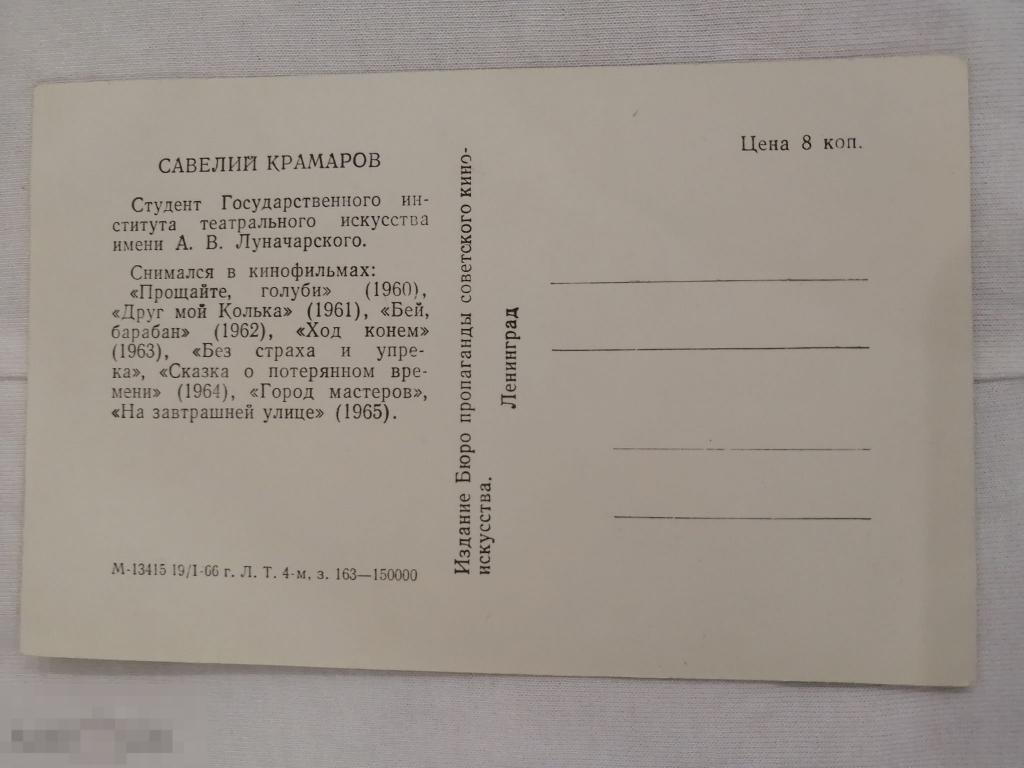 САВЕЛИЙ КРАМАРОВ
Студент Государственного ин-
ститута театрального искусства
имени А. В. Луначарского.
Снимался в кинофильмах:
«Прощайте, голуби» (1960),
«Друг мой Колька» (1961), «Бей,
барабан» (1962), «Ход конем»
(1963), «Без страха и упре-
ка», «Сказка о потерянном вре-
мени» (1964), «Город мастеров»,
«На завтрашней улице» (1965).
М-13415 19/I-66 г. Л. Т. 4-м, з. 163—150000
Издание Бюро пропаганды советского кино-
искусства.
Ленинград
Цена 8 коп.